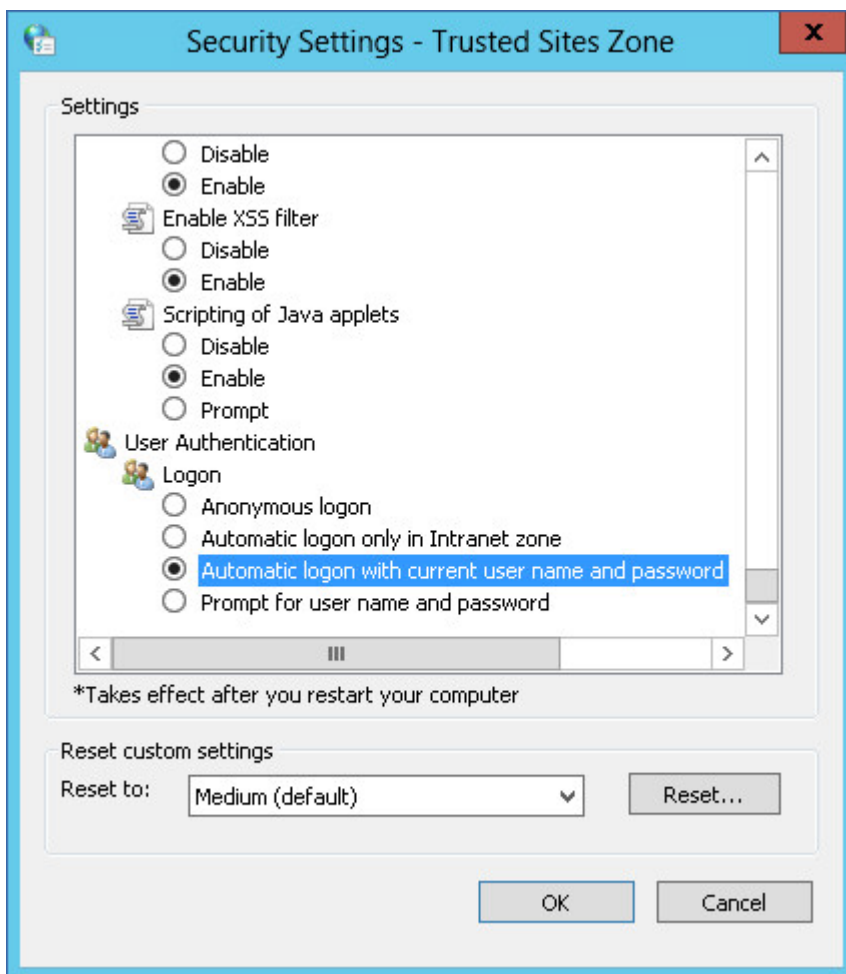 Security Settings - Trusted Sites Zone
Settings
Disable
Enable
Enable XSS filter
Disable
Enable
Scripting of Java applets
Disable
Enable
Prompt
User Authentication
Logon
Anonymous logon
Automatic logon only in Intranet zone
Automatic logon with current user name and password
Prompt for user name and password
*Takes effect after you restart your computer
Reset custom settings
Reset to:
Medium (default)
Reset...
OK
Cancel